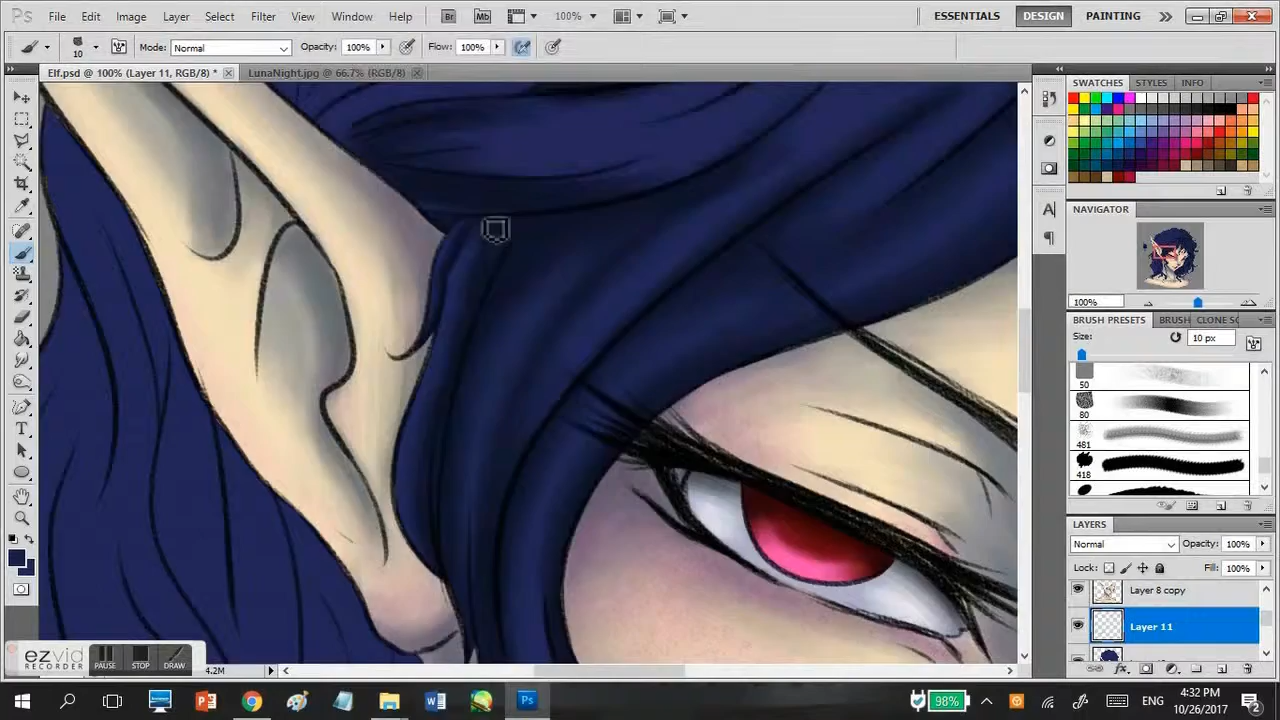 Ps File Edit Image Layer Select Filter View Window Help Br Mb 100% ESSENTIALS DESIGN PAINTING
10 Mode: Normal Opacity: 100% Flow: 100%
Elf.psd @ 100% (Layer 11, RGB/8) * LunaNight.jpg @ 66.7% (RGB/8)
SWATCHES STYLES INFO
NAVIGATOR
100%
BRUSH PRESETS BRUSH CLONE SO
Size: 10 px
50
80
481
418
LAYERS
Normal Opacity: 100%
Lock: Fill: 100%
Layer 8 copy
Layer 11
ezvid
RECORDER
PAUSE STOP DRAW
4.2M
98% ENG 4:32 PM
10/26/2017 2